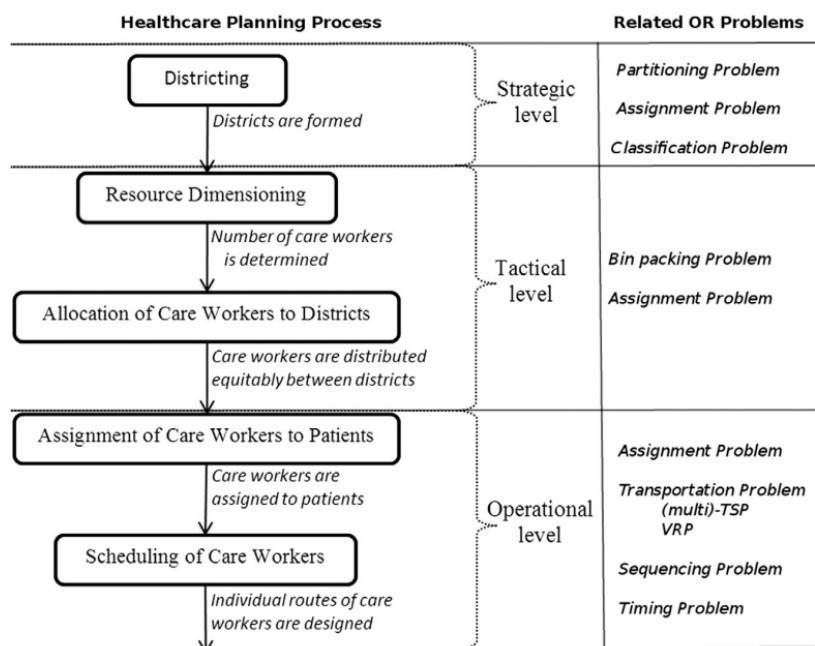 Healthcare Planning Process
Related OR Problems
Districting
Districts are formed
Strategic
level
Partitioning Problem
Assignment Problem
Classification Problem
Resource Dimensioning
Number of care workers
is determined
Allocation of Care Workers to Districts
Care workers are distributed
equitably between districts
Tactical
level
Bin packing Problem
Assignment Problem
Assignment of Care Workers to Patients
Care workers are
assigned to patients
Scheduling of Care Workers
Individual routes of care
workers are designed
Operational
level
Assignment Problem
Transportation Problem
(multi)-TSP
VRP
Sequencing Problem
Timing Problem